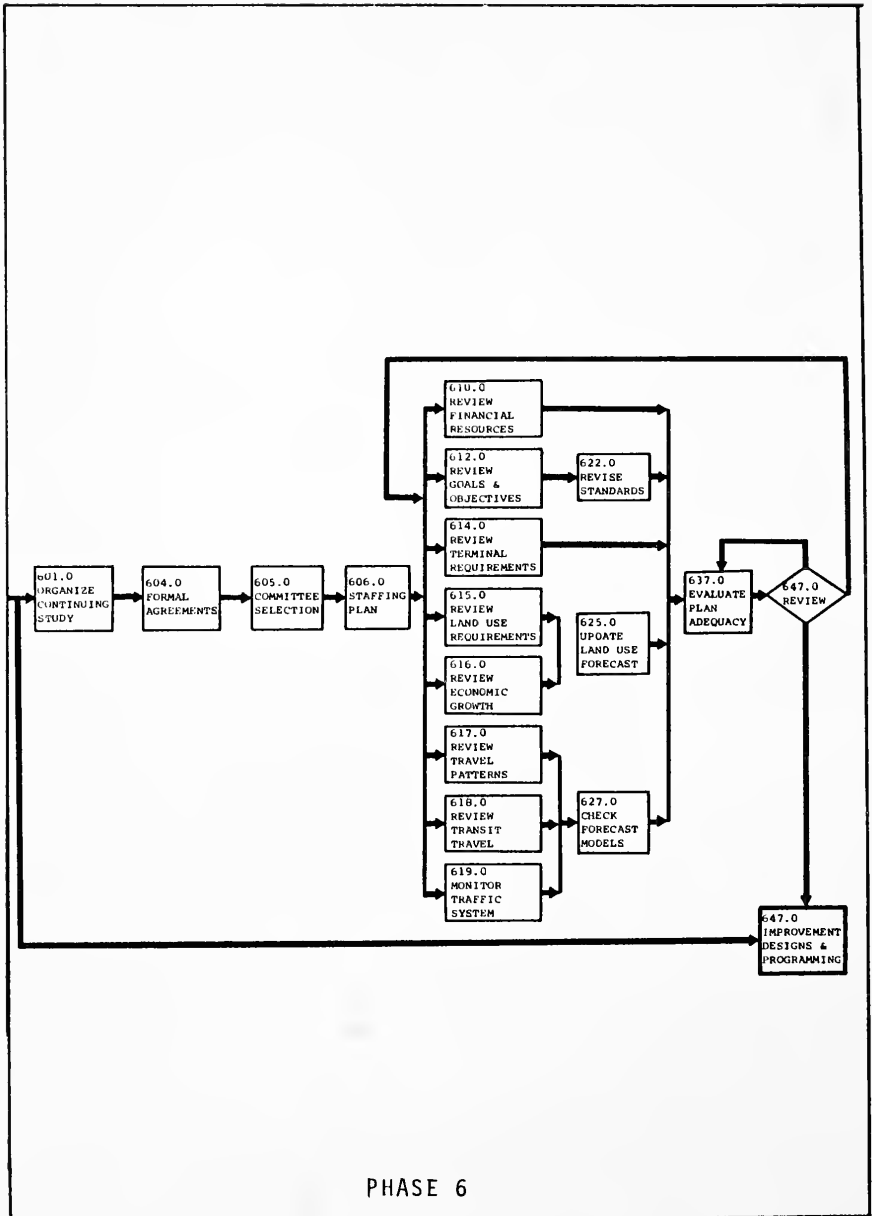 610.0
REVIEW
FINANCIAL
RESOURCES
612.0
REVIEW
GOALS &
OBJECTIVES
622.0
REVISE
STANDARDS
614.0
REVIEW
TERMINAL
REQUIREMENTS
601.0
ORGANIZE
CONTINUING
STUDY
604.0
FORMAL
AGREEMENTS
605.0
COMMITTEE
SELECTION
606.0
STAFFING
PLAN
615.0
REVIEW
LAND USE
REQUIREMENTS
616.0
REVIEW
ECONOMIC
GROWTH
625.0
UPDATE
LAND USE
FORECAST
637.0
EVALUATE
PLAN
ADEQUACY
647.0
REVIEW
617.0
REVIEW
TRAVEL
PATTERNS
618.0
REVIEW
TRANSIT
TRAVEL
627.0
CHECK
FORECAST
MODELS
619.0
MONITOR
TRAFFIC
SYSTEM
647.0
IMPROVEMENT
DESIGNS &
PROGRAMMING
PHASE 6